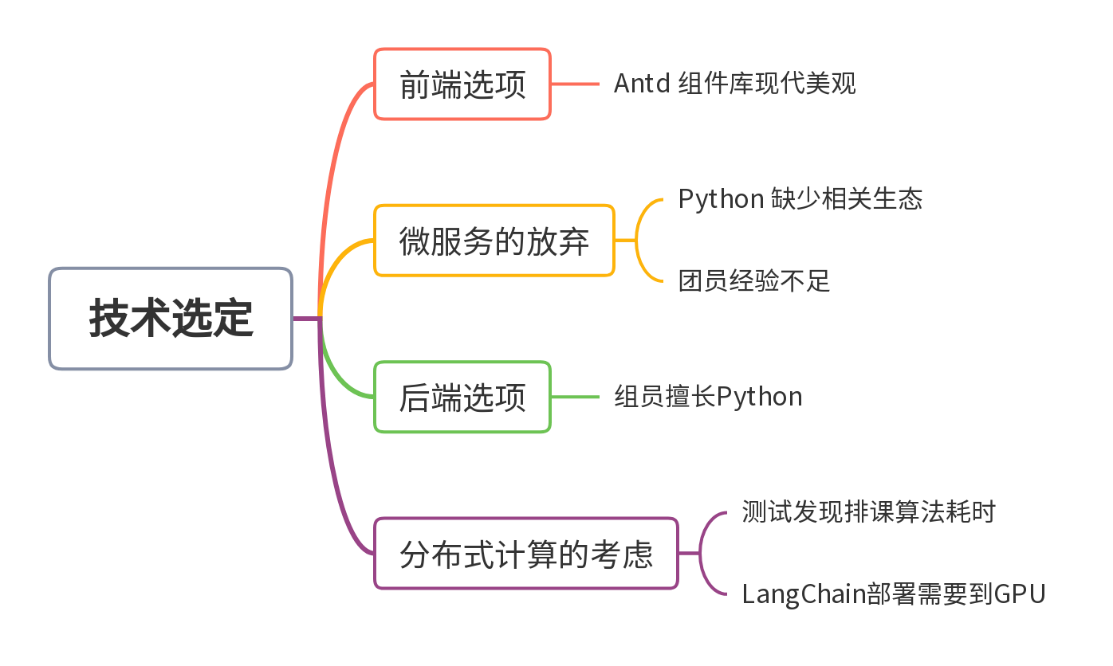 技术选定
前端选项
Antd 组件库现代美观
微服务的放弃
Python 缺少相关生态
团员经验不足
后端选项
组员擅长Python
分布式计算的考虑
测试发现排课算法耗时
LangChain部署需要到GPU